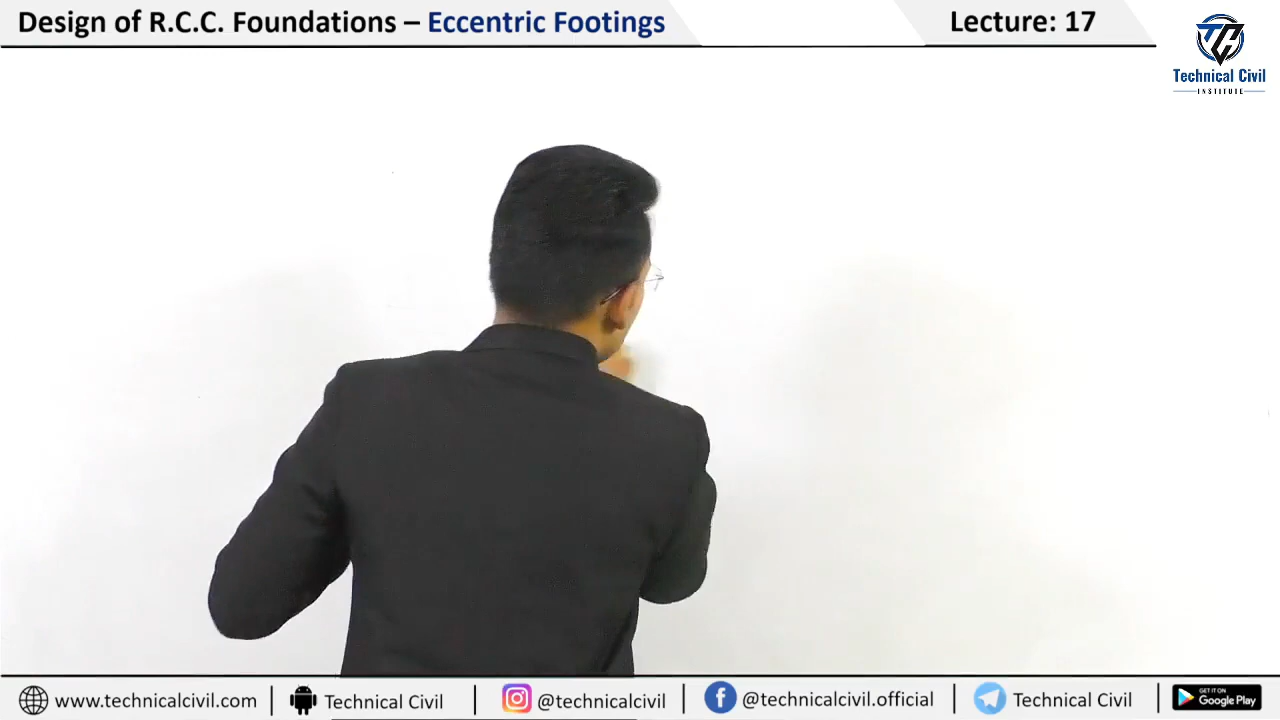 Design of R.C.C. Foundations – Eccentric Footings
Lecture: 17
Technical Civil
INSTITUTE
www.technicalcivil.com | Technical Civil | @technicalcivil | @technicalcivil.official | Technical Civil | GET IT ON Google Play